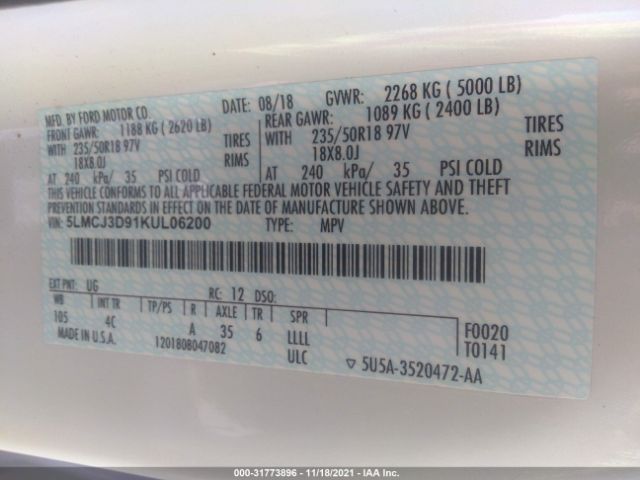 MFD. BY FORD MOTOR CO. DATE: 08/18 GVWR: 2268 KG ( 5000 LB)
FRONT GAWR: 1188 KG ( 2620 LB) REAR GAWR: 1089 KG ( 2400 LB)
WITH 235/50R18 97V TIRES WITH 235/50R18 97V TIRES
18X8.0J RIMS 18X8.0J RIMS
AT 240 kPa/ 35 PSI COLD AT 240 kPa/ 35 PSI COLD
THIS VEHICLE CONFORMS TO ALL APPLICABLE FEDERAL MOTOR VEHICLE SAFETY AND THEFT
PREVENTION STANDARDS IN EFFECT ON THE DATE OF MANUFACTURE SHOWN ABOVE.
VIN: 5LMCJ3D91KUL06200 TYPE: MPV
EXT PNT: UG RC: 12 DSO:
WB INT TR TP/PS R AXLE TR SPR
105 4C A 35 6 LLLL F0020
MADE IN U.S.A. 1201808047082 ULC T0141
▽ 5U5A-3520472-AA
000-31773896 - 11/18/2021 - IAA Inc.